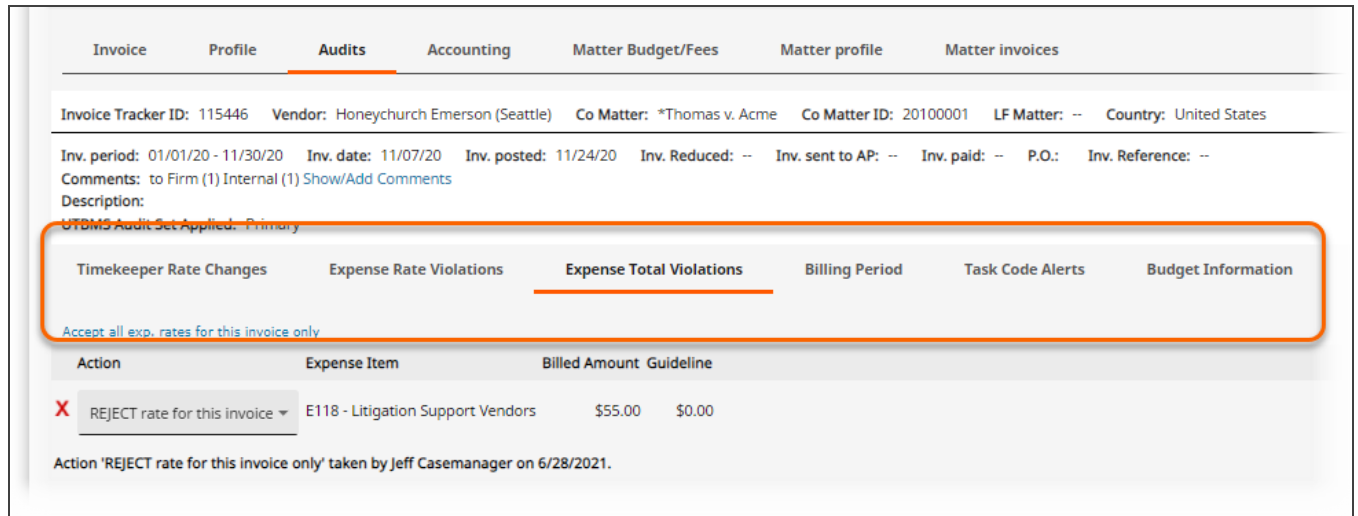 Invoice Profile Audits Accounting Matter Budget/Fees Matter profile Matter invoices
Invoice Tracker ID: 115446 Vendor: Honeychurch Emerson (Seattle) Co Matter: *Thomas v. Acme Co Matter ID: 20100001 LF Matter: -- Country: United States
Inv. period: 01/01/20 - 11/30/20 Inv. date: 11/07/20 Inv. posted: 11/24/20 Inv. Reduced: -- Inv. sent to AP: -- Inv. paid: -- P.O.: Inv. Reference: --
Comments: to Firm (1) Internal (1) Show/Add Comments
Description:
UTBMS Audit Set Applied: Primary
Timekeeper Rate Changes Expense Rate Violations Expense Total Violations Billing Period Task Code Alerts Budget Information
Accept all exp. rates for this invoice only
Action Expense Item Billed Amount Guideline
X REJECT rate for this invoice E118 - Litigation Support Vendors $55.00 $0.00
Action 'REJECT rate for this invoice only' taken by Jeff Casemanager on 6/28/2021.